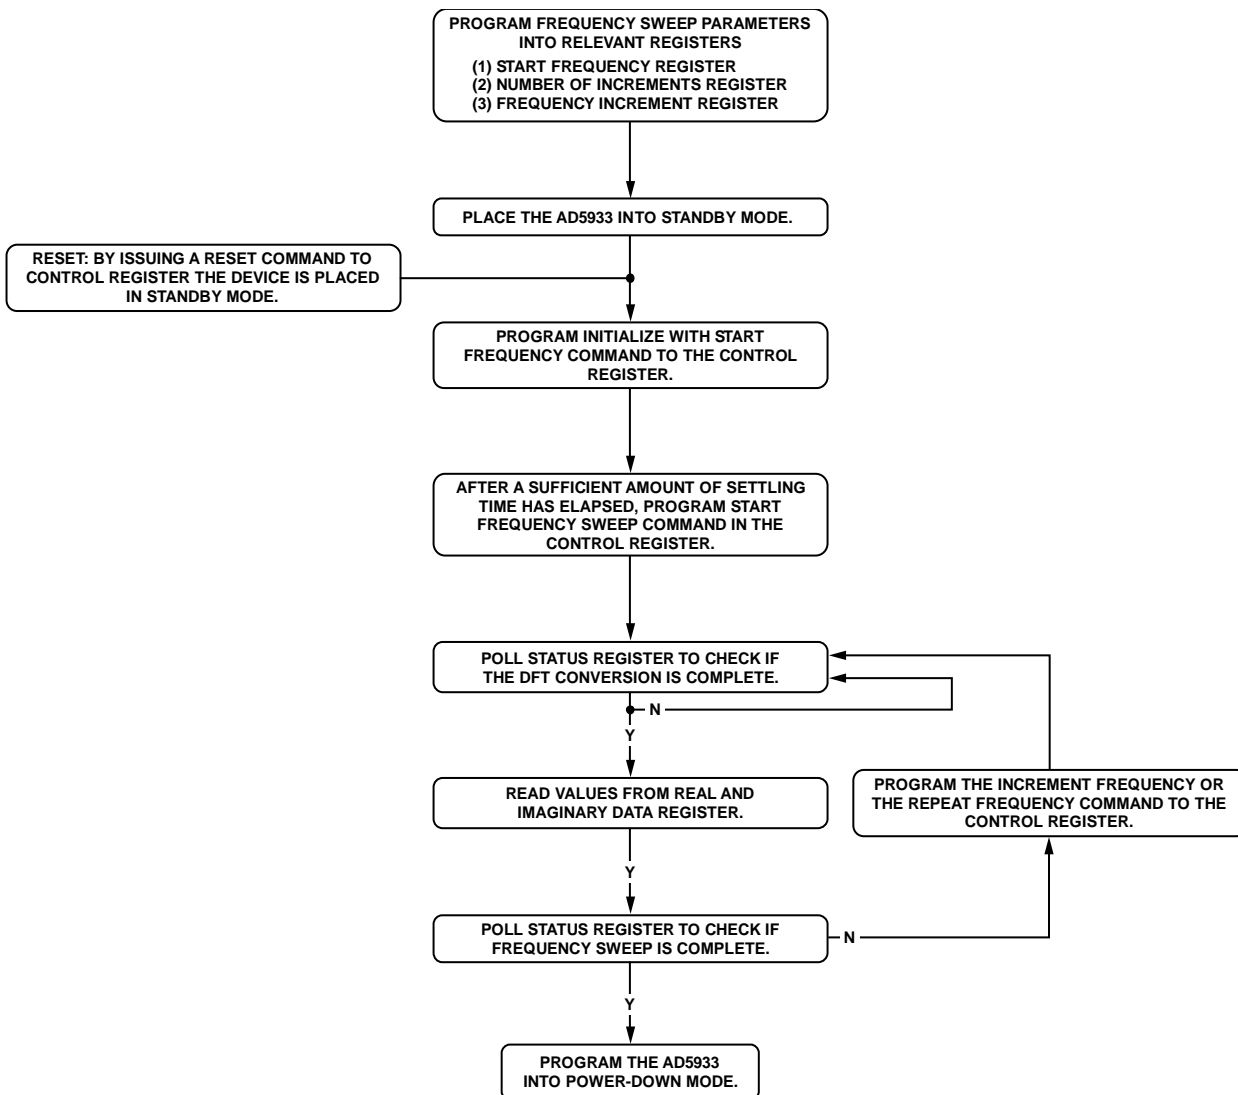 PROGRAM FREQUENCY SWEEP PARAMETERS
INTO RELEVANT REGISTERS
(1) START FREQUENCY REGISTER
(2) NUMBER OF INCREMENTS REGISTER
(3) FREQUENCY INCREMENT REGISTER
PLACE THE AD5933 INTO STANDBY MODE.
RESET: BY ISSUING A RESET COMMAND TO
CONTROL REGISTER THE DEVICE IS PLACED
IN STANDBY MODE.
PROGRAM INITIALIZE WITH START
FREQUENCY COMMAND TO THE CONTROL
REGISTER.
AFTER A SUFFICIENT AMOUNT OF SETTLING
TIME HAS ELAPSED, PROGRAM START
FREQUENCY SWEEP COMMAND IN THE
CONTROL REGISTER.
POLL STATUS REGISTER TO CHECK IF
THE DFT CONVERSION IS COMPLETE.
N
Y
READ VALUES FROM REAL AND
IMAGINARY DATA REGISTER.
PROGRAM THE INCREMENT FREQUENCY OR
THE REPEAT FREQUENCY COMMAND TO THE
CONTROL REGISTER.
Y
POLL STATUS REGISTER TO CHECK IF
FREQUENCY SWEEP IS COMPLETE.
N
Y
PROGRAM THE AD5933
INTO POWER-DOWN MODE.